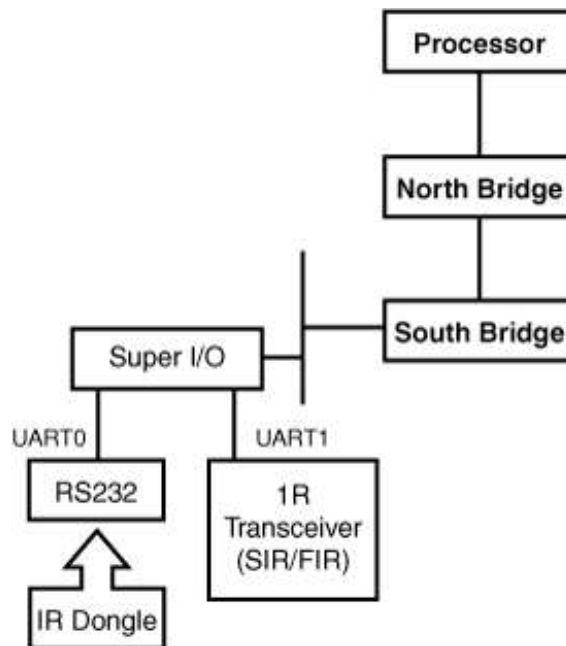 Processor
North Bridge
South Bridge
Super I/O
UART0
UART1
RS232
1R
Transceiver
(SIR/FIR)
IR Dongle